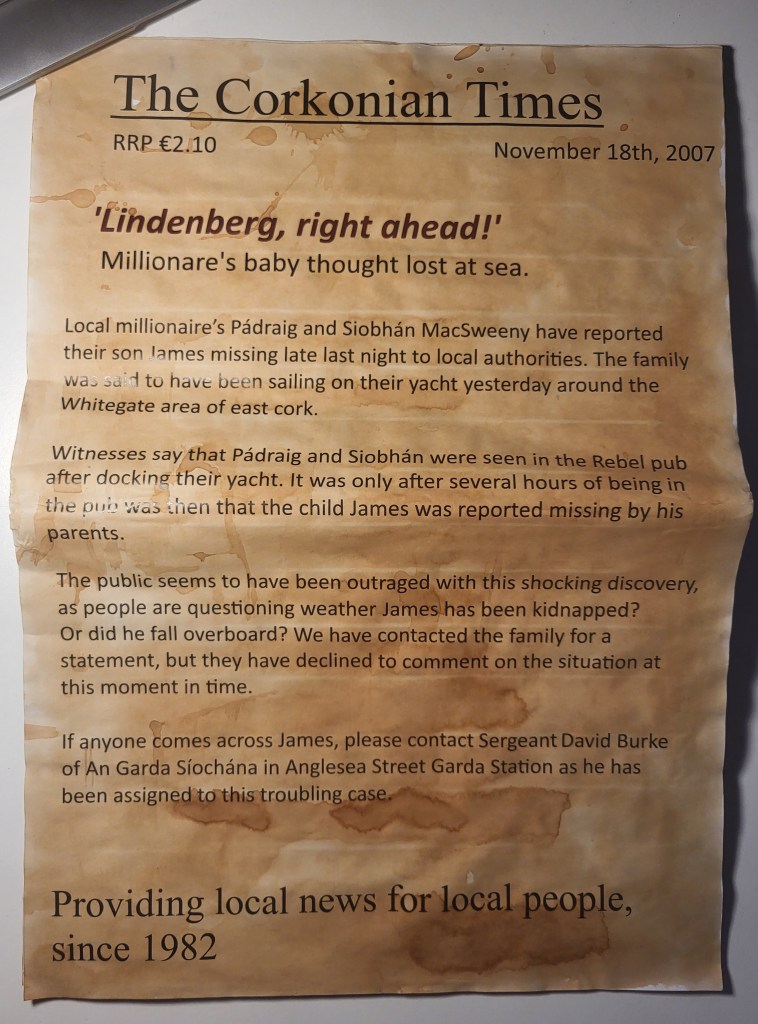 The Corkonian Times
RRP €2.10
November 18th, 2007
'Lindenberg, right ahead!'
Millionare's baby thought lost at sea.
Local millionaire’s Pádraig and Siobhán MacSweeny have reported
their son James missing late last night to local authorities. The family
was said to have been sailing on their yacht yesterday around the
Whitegate area of east cork.
Witnesses say that Pádraig and Siobhán were seen in the Rebel pub
after docking their yacht. It was only after several hours of being in
the pub was then that the child James was reported missing by his
parents.
The public seems to have been outraged with this shocking discovery,
as people are questioning weather James has been kidnapped?
Or did he fall overboard? We have contacted the family for a
statement, but they have declined to comment on the situation at
this moment in time.
If anyone comes across James, please contact Sergeant David Burke
of An Garda Síochána in Anglesea Street Garda Station as he has
been assigned to this troubling case.
Providing local news for local people,
since 1982